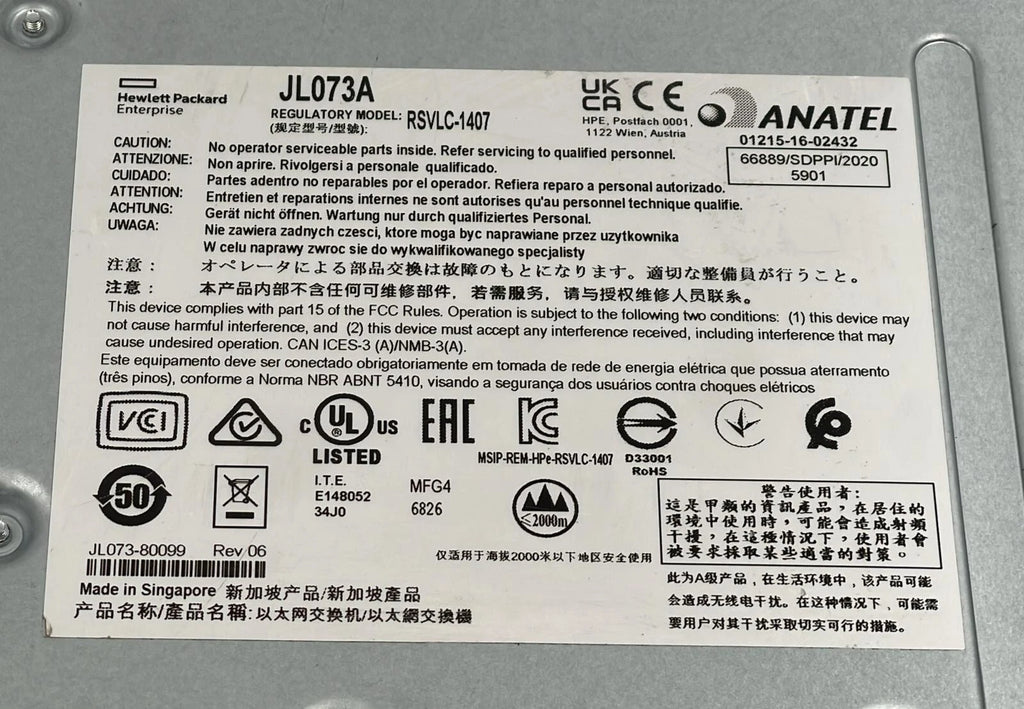 Hewlett Packard
Enterprise
JL073A
REGULATORY MODEL: RSVLC-1407
(规定型号/型號):
UK
CA CE
HPE, Postfach 0001,
1122 Wien, Austria
ANATEL
01215-16-02432
66889/SDPPI/2020
5901
CAUTION: No operator serviceable parts inside. Refer servicing to qualified personnel.
ATTENZIONE: Non aprire. Rivolgersi a personale qualificado.
CUIDADO: Partes adentro no reparables por el operador. Refiera reparo a personal autorizado.
ATTENTION: Entretien et reparations internes ne sont autorises qu'au personnel technique qualifie.
ACHTUNG: Gerät nicht öffnen. Wartung nur durch qualifiziertes Personal.
UWAGA: Nie zawiera zadnych czesci, ktore moga byc naprawiane przez uzytkownika
W celu naprawy zwroc sie do wykwalifikowanego specjalisty
注意: オペレータによる部品交換は故障のもとになります。適切な整備員が行うこと。
注意: 本产品内部不含任何可维修部件，若需服务，请与授权维修人员联系。
This device complies with part 15 of the FCC Rules. Operation is subject to the following two conditions: (1) this device may
not cause harmful interference, and (2) this device must accept any interference received, including interference that may
cause undesired operation. CAN ICES-3 (A)/NMB-3(A).
Este equipamento deve ser conectado obrigatoriamente em tomada de rede de energia elétrica que possua aterramento
(três pinos), conforme a Norma NBR ABNT 5410, visando a segurança dos usuários contra choques elétricos
VCCI
C UL US
LISTED
EAC
MSIP-REM-HPe-RSVLC-1407
D33001
RoHS
50
I.T.E.
E148052
34J0
MFG4
6826
≤2000m
仅适用于海拔2000米以下地区安全使用
警告使用者:
這是甲類的資訊產品，在居住的
環境中使用時，可能會造成射頻
干擾，在這種情況下，使用者會
被要求採取某些適當的對策。
JL073-80099 Rev 06
Made in Singapore 新加坡产品/新加坡產品
产品名称/產品名稱: 以太网交换机/以太網交換機
此为A级产品，在生活环境中，该产品可能
会造成无线电干扰。在这种情况下，可能需
要用户对其干扰采取切实可行的措施。